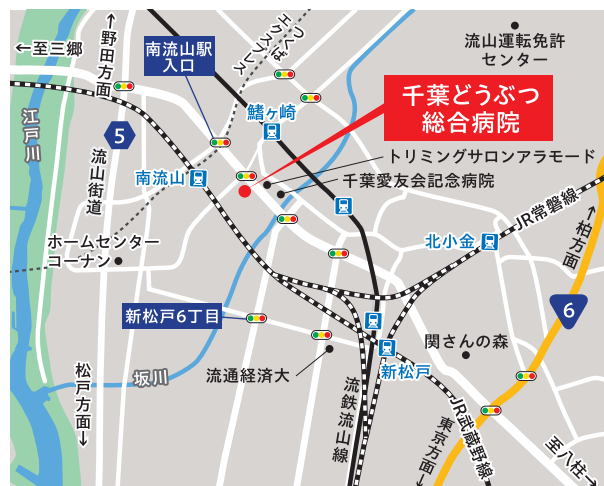 ←至三郷
↑野田方面
つくば
エクスプレス
流山運転免許
センター
南流山駅
入口
千葉どうぶつ
総合病院
鰭ヶ崎
江戸川
5
流山街道
南流山
トリミングサロンアラモード
千葉愛友会記念病院
JR常磐線
↑柏方面
北小金
ホームセンター
コーナン
新松戸6丁目
6
関さんの森
流通経済大
新松戸
坂川
松戸方面↓
流鉄流山線
JR武蔵野線
東京方面↓
至八柱→